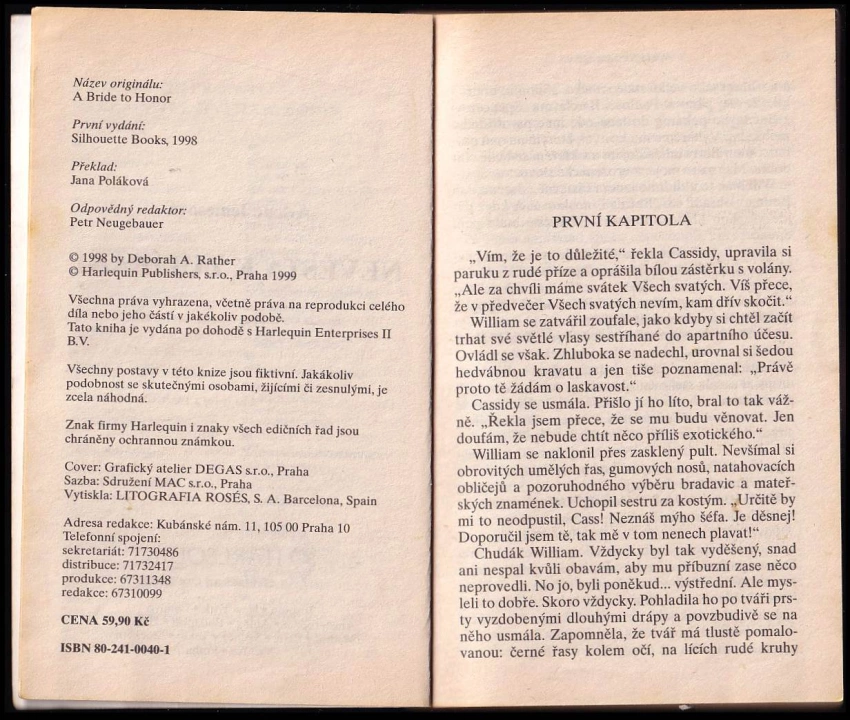 Název originálu:
A Bride to Honor
První vydání:
Silhouette Books, 1998
Překlad:
Jana Poláková
Odpovědný redaktor:
Petr Neugebauer
© 1998 by Deborah A. Rather
© Harlequin Publishers, s.r.o., Praha 1999
Všechna práva vyhrazena, včetně práva na reprodukci celého
díla nebo jeho částí v jakékoliv podobě.
Tato kniha je vydána po dohodě s Harlequin Enterprises II
B.V.
Všechny postavy v této knize jsou fiktivní. Jakákoliv
podobnost se skutečnými osobami, žijícími či zesnulými, je
zcela náhodná.
Znak firmy Harlequin i znaky všech edičních řad jsou
chráněny ochrannou známkou.
Cover: Grafický atelier DEGAS s.r.o., Praha
Sazba: Sdružení MAC s.r.o., Praha
Vytiskla: LITOGRAFIA ROSÉS, S. A. Barcelona, Spain
Adresa redakce: Kubánské nám. 11, 105 00 Praha 10
Telefonní spojení:
sekretariát: 71730486
distribuce: 71732417
produkce: 67311348
redakce: 67310099
CENA 59,90 Kč
ISBN 80-241-0040-1
PRVNÍ KAPITOLA
„Vím, že je to důležité,“ řekla Cassidy, upravila si
paruku z rudé příze a oprášila bílou zástěrku s volány.
„Ale za chvíli máme svátek Všech svatých. Víš přece,
že v předvečer Všech svatých nevím, kam dřív skočit.“
William se zatvářil zoufale, jako kdyby si chtěl začít
trhat své světlé vlasy sestříhané do apartního účesu.
Ovládl se však. Zhluboka se nadechl, urovnal si šedou
hedvábnou kravatu a jen tiše poznamenal: „Právě
proto tě žádám o laskavost.“
Cassidy se usmála. Přišlo jí ho líto, bral to tak váž-
ně. „Řekla jsem přece, že se mu budu věnovat. Jen
doufám, že nebude chtít něco příliš exotického.“
William se naklonil přes zasklený pult. Nevšímal si
obrovitých umělých řas, gumových nosů, natahovacích
obličejů a pozoruhodného výběru bradavic a mateř-
ských znamének. Uchopil sestru za kostým. „Určitě by
mi to neodpustil, Cass! Neznáš mýho šéfa. Je děsnej!
Doporučil jsem tě, tak mě v tom nenech plavat!“
Chudák William. Vždycky byl tak vyděšený, snad
ani nespal kvůli obavám, aby mu příbuzní zase něco
neprovedli. No jo, byli poněkud... výstřední. Ale mys-
leli to dobře. Skoro vždycky. Pohladila ho po tváři prs-
ty vyzdobenými dlouhými drápy a povzbudivě se na
něho usmála. Zapomněla, že tvář má tlustě pomalo-
vanou: černé řasy kolem očí, na lících rudé kruhy